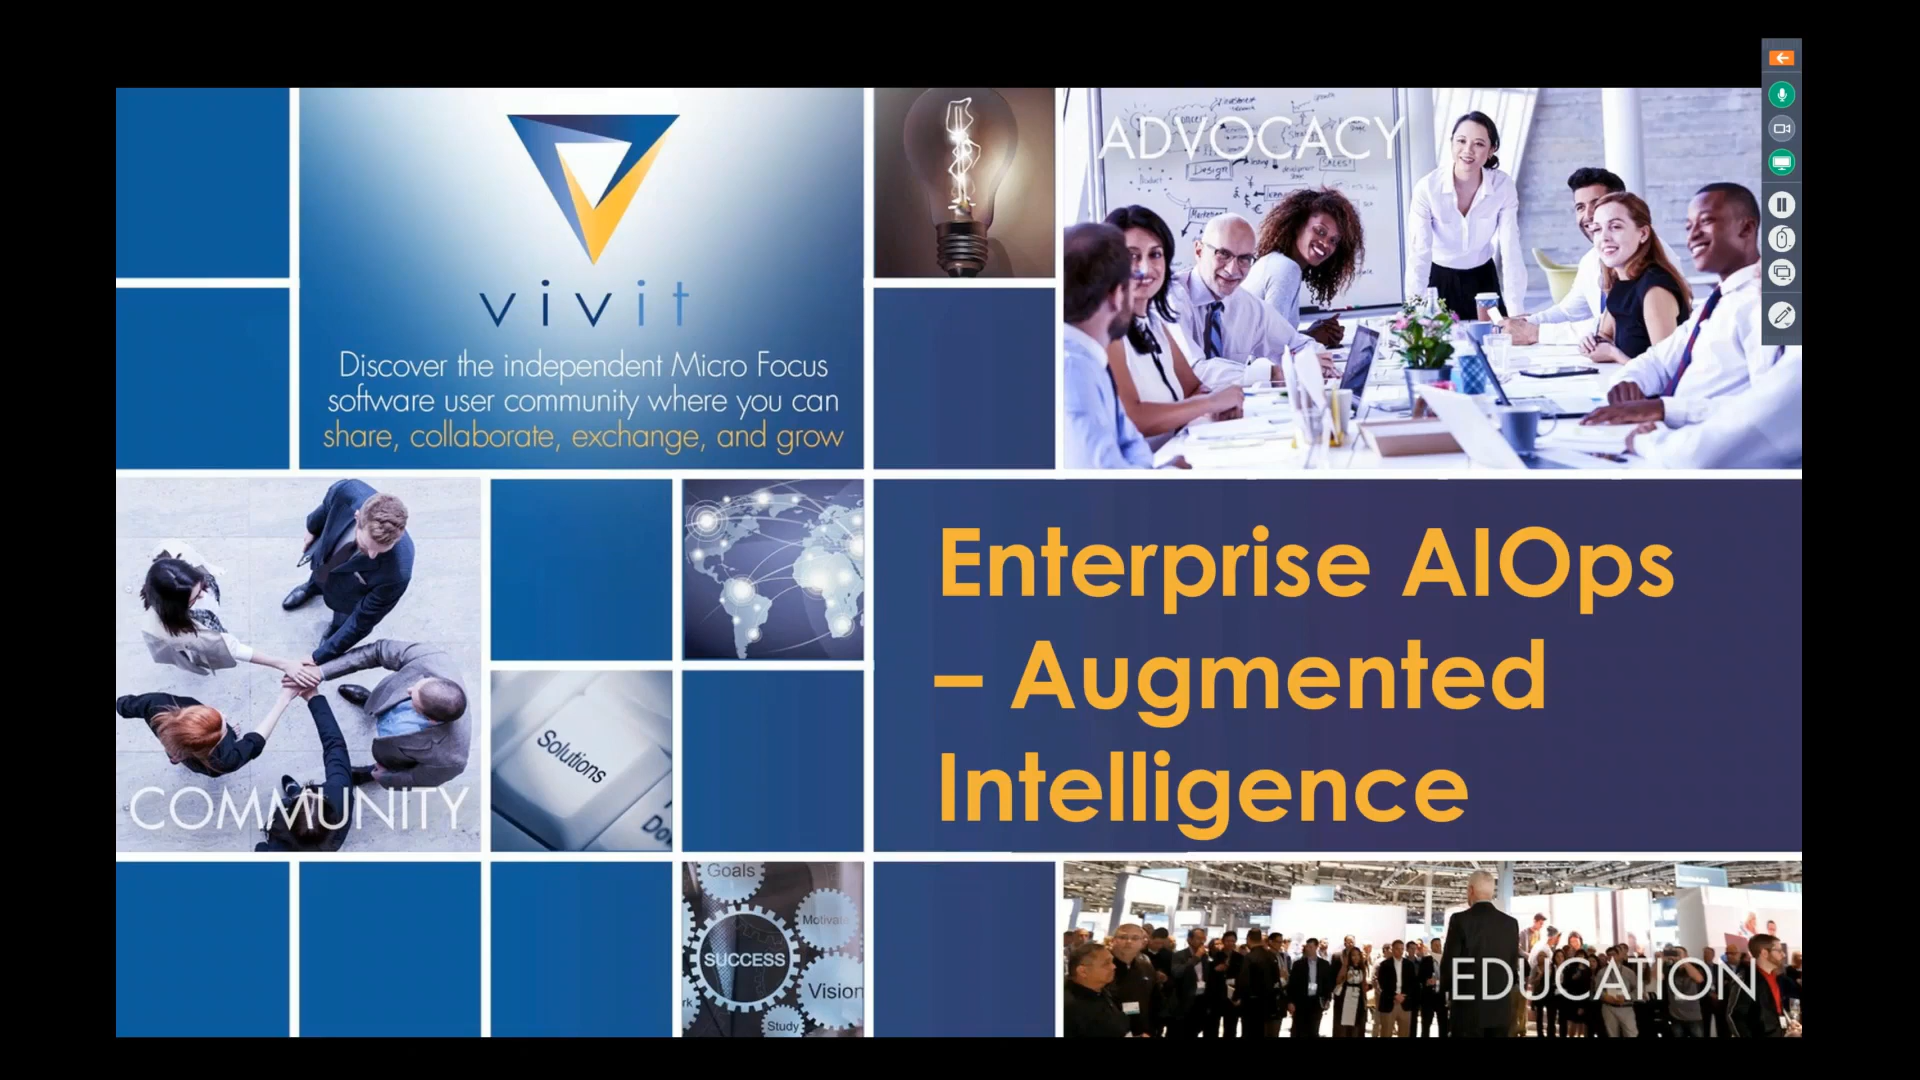 vivit
Discover the independent Micro Focus
software user community where you can
share, collaborate, exchange, and grow
ADVOCACY
Design
COMMUNITY
Solutions
Enterprise AIOps
– Augmented
Intelligence
Goals
SUCCESS
Vision
Study
EDUCATION